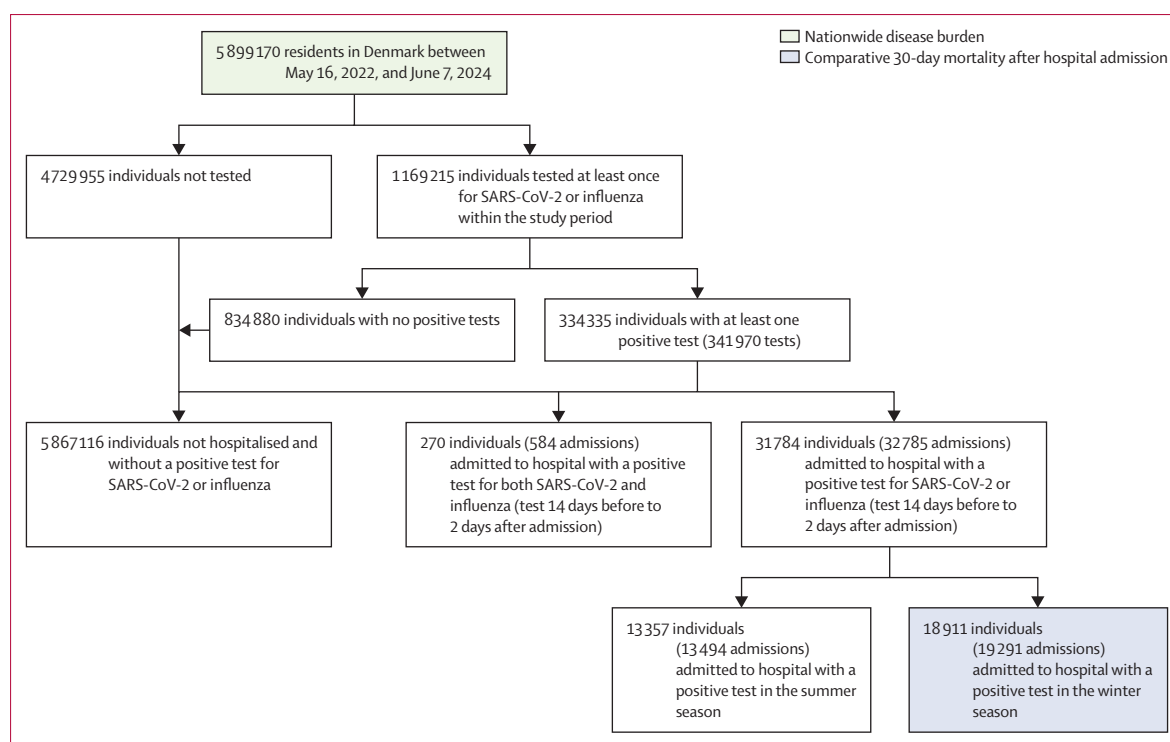 5 899 170 residents in Denmark between
May 16, 2022, and June 7, 2024
Nationwide disease burden
Comparative 30-day mortality after hospital admission
4 729 955 individuals not tested
1 169 215 individuals tested at least once
for SARS-CoV-2 or influenza
within the study period
834 880 individuals with no positive tests
334 335 individuals with at least one
positive test (341 970 tests)
5 867 116 individuals not hospitalised and
without a positive test for
SARS-CoV-2 or influenza
270 individuals (584 admissions)
admitted to hospital with a positive
test for both SARS-CoV-2 and
influenza (test 14 days before to
2 days after admission)
31 784 individuals (32 785 admissions)
admitted to hospital with a
positive test for SARS-CoV-2 or
influenza (test 14 days before to
2 days after admission)
13 357 individuals
(13 494 admissions)
admitted to hospital with a
positive test in the summer
season
18 911 individuals
(19 291 admissions)
admitted to hospital with a
positive test in the winter
season